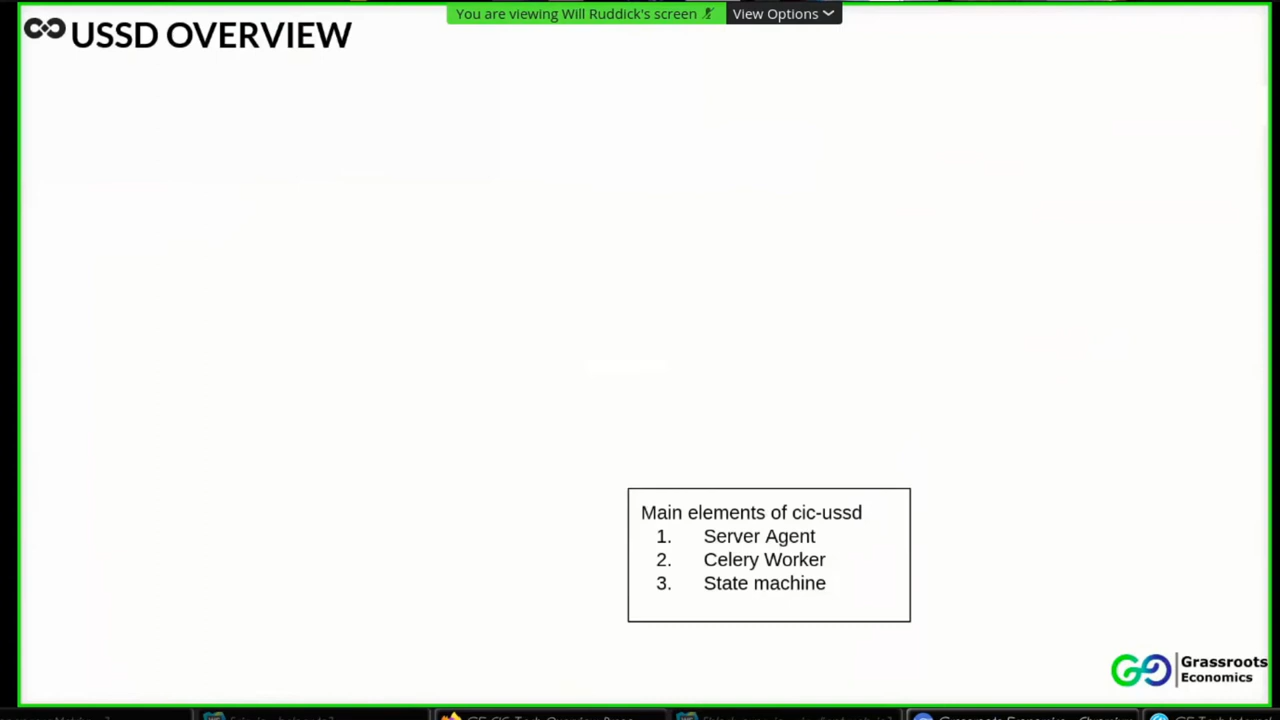 You are viewing Will Ruddick's screen
View Options
USSD OVERVIEW
Main elements of cic-ussd
1. Server Agent
2. Celery Worker
3. State machine
Grassroots
Economics